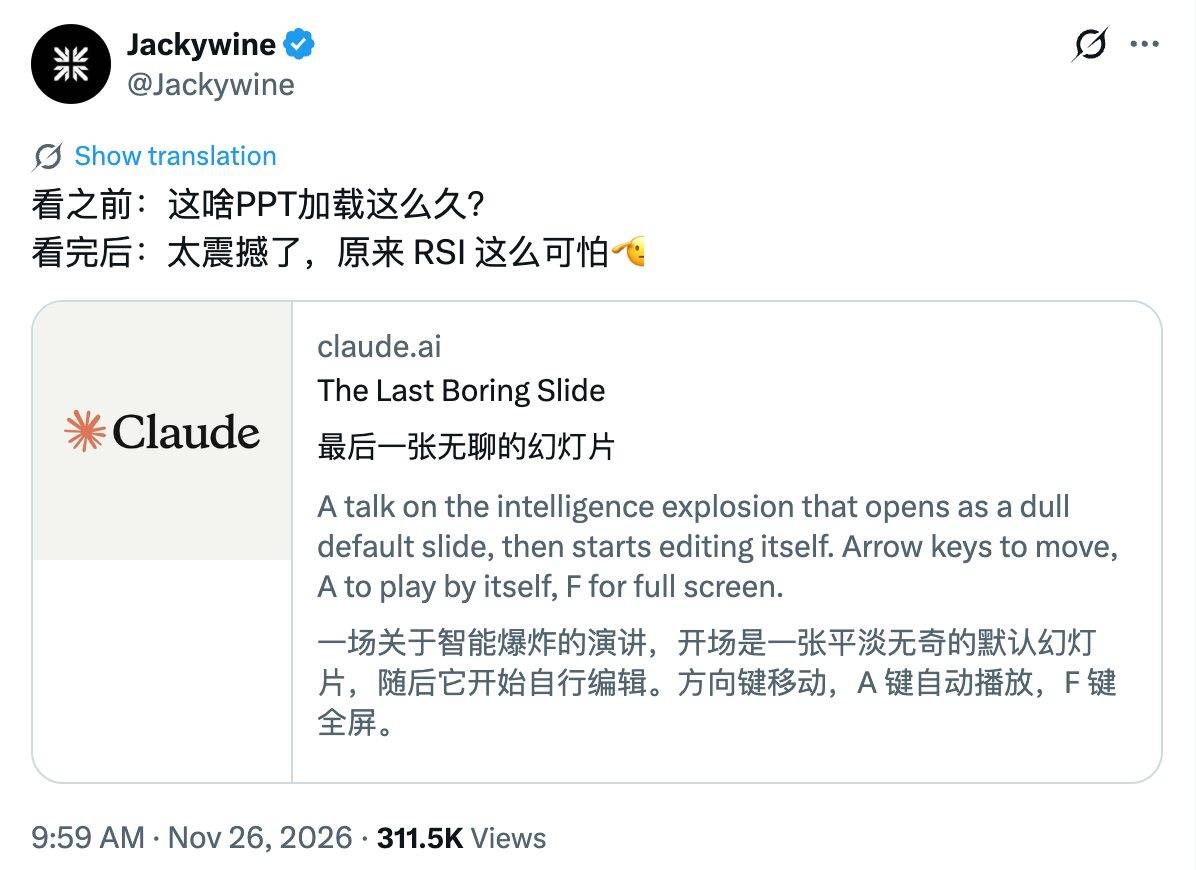 Jackywine
@Jackywine
Show translation
看之前：这啥PPT加载这么久？
看完后：太震撼了，原来 RSI 这么可怕🫡
Claude
claude.ai
The Last Boring Slide
最后一张无聊的幻灯片
A talk on the intelligence explosion that opens as a dull
default slide, then starts editing itself. Arrow keys to move,
A to play by itself, F for full screen.
一场关于智能爆炸的演讲，开场是一张平淡无奇的默认幻灯
片，随后它开始自行编辑。方向键移动，A 键自动播放，F 键
全屏。
9:59 AM · Nov 26, 2026 · 311.5K Views